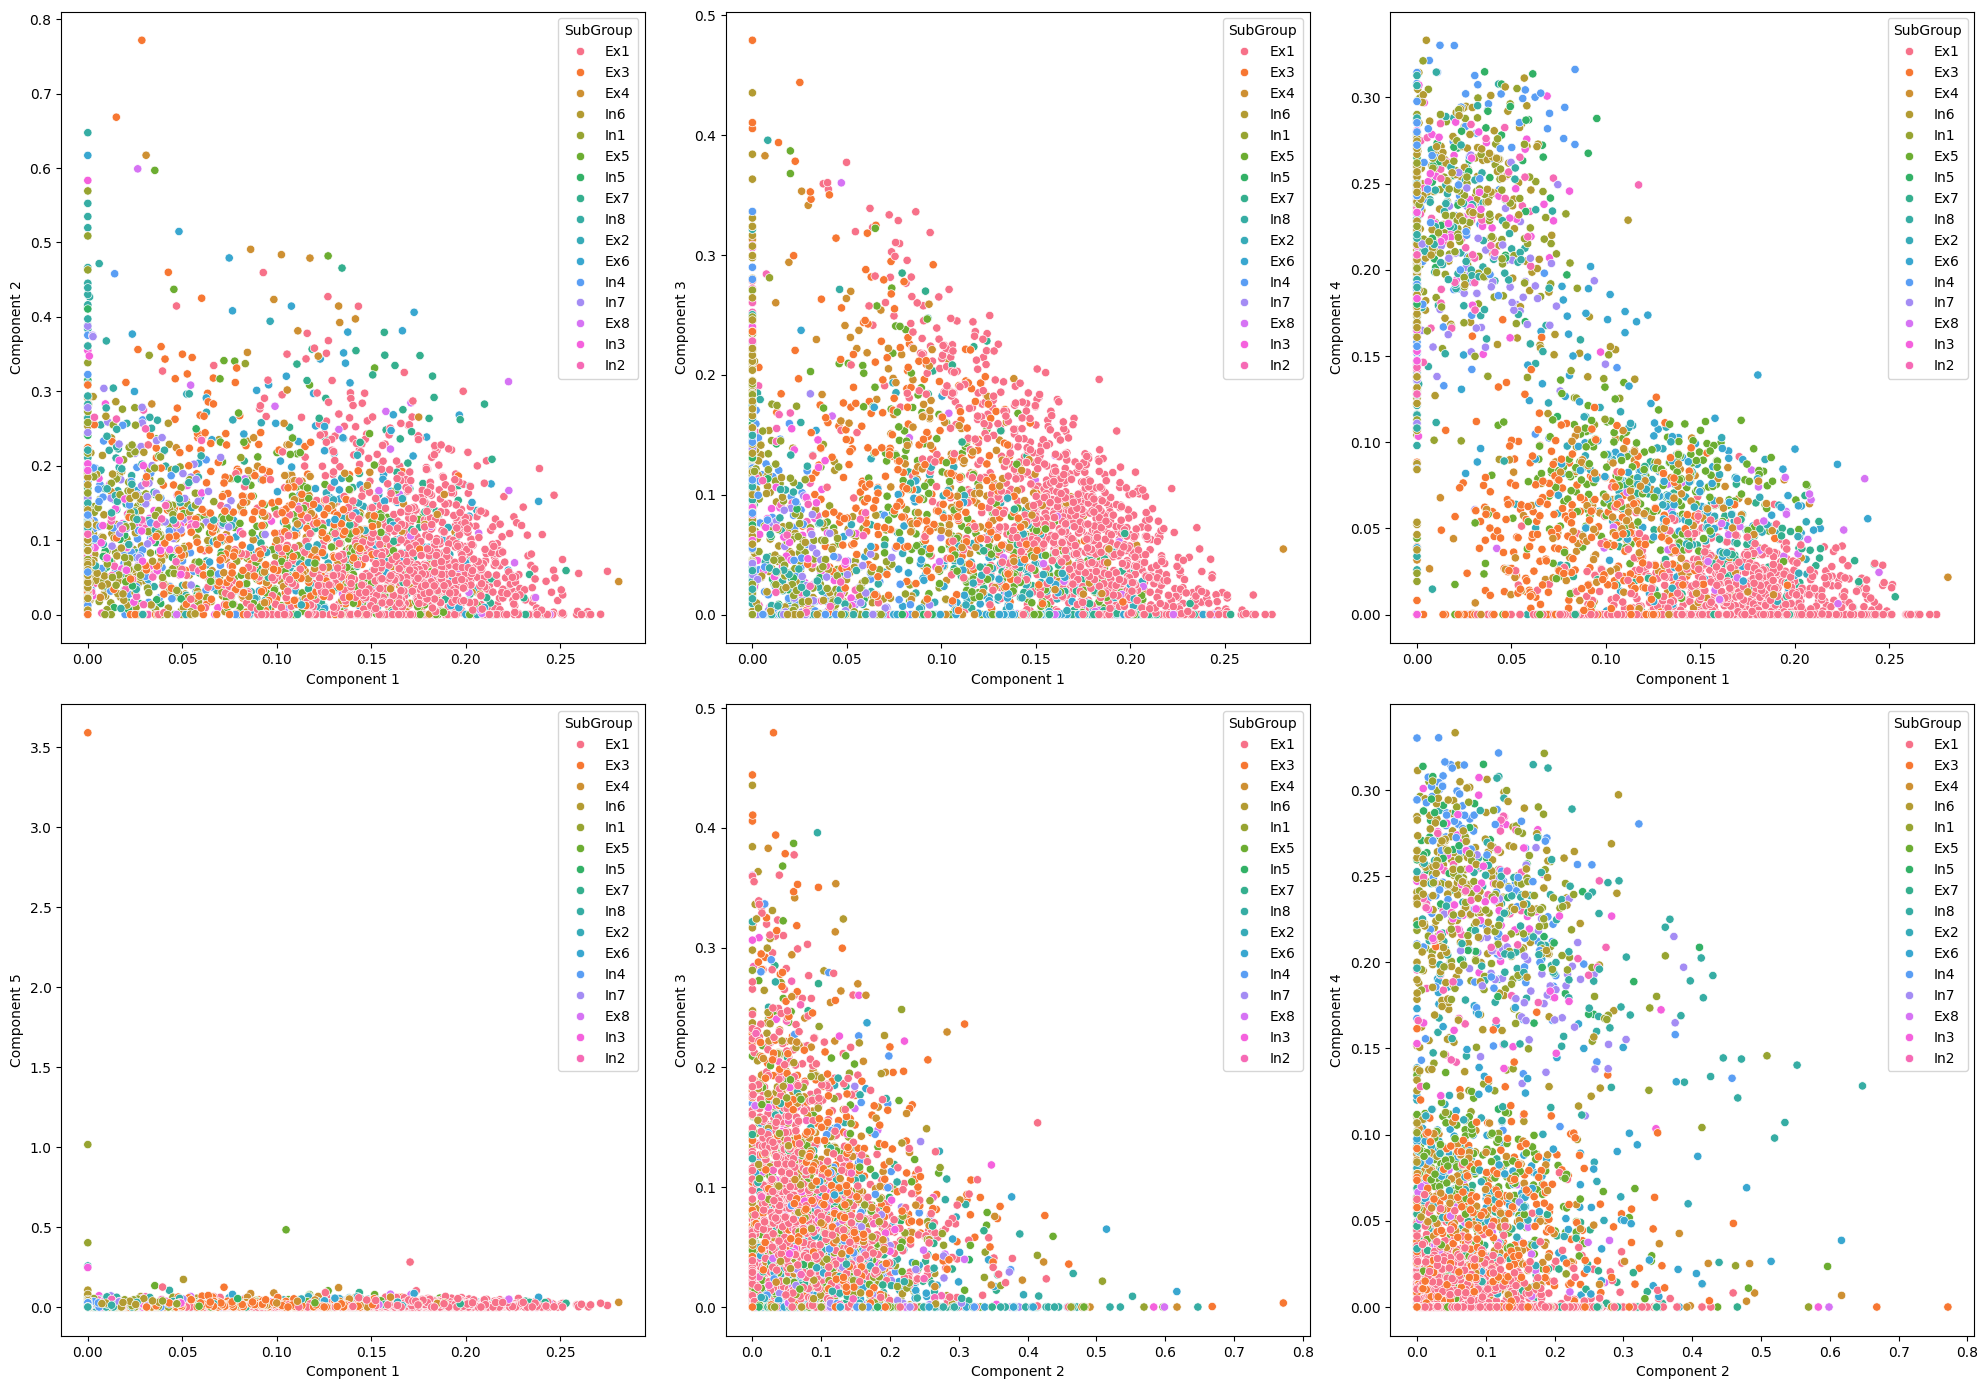 0.8
0.7
0.6
0.5
0.4
0.3
0.2
0.1
0.0
Component 2
0.00 0.05 0.10 0.15 0.20 0.25
Component 1
SubGroup
Ex1
Ex3
Ex4
In6
In1
Ex5
In5
Ex7
In8
Ex2
Ex6
In4
In7
Ex8
In3
In2
0.5
0.4
0.3
0.2
0.1
0.0
Component 3
0.00 0.05 0.10 0.15 0.20 0.25
Component 1
SubGroup
Ex1
Ex3
Ex4
In6
In1
Ex5
In5
Ex7
In8
Ex2
Ex6
In4
In7
Ex8
In3
In2
0.30
0.25
0.20
0.15
0.10
0.05
0.00
Component 4
0.00 0.05 0.10 0.15 0.20 0.25
Component 1
SubGroup
Ex1
Ex3
Ex4
In6
In1
Ex5
In5
Ex7
In8
Ex2
Ex6
In4
In7
Ex8
In3
In2
3.5
3.0
2.5
2.0
1.5
1.0
0.5
0.0
Component 5
0.00 0.05 0.10 0.15 0.20 0.25
Component 1
SubGroup
Ex1
Ex3
Ex4
In6
In1
Ex5
In5
Ex7
In8
Ex2
Ex6
In4
In7
Ex8
In3
In2
0.5
0.4
0.3
0.2
0.1
0.0
Component 3
0.0 0.1 0.2 0.3 0.4 0.5 0.6 0.7 0.8
Component 2
SubGroup
Ex1
Ex3
Ex4
In6
In1
Ex5
In5
Ex7
In8
Ex2
Ex6
In4
In7
Ex8
In3
In2
0.30
0.25
0.20
0.15
0.10
0.05
0.00
Component 4
0.0 0.1 0.2 0.3 0.4 0.5 0.6 0.7 0.8
Component 2
SubGroup
Ex1
Ex3
Ex4
In6
In1
Ex5
In5
Ex7
In8
Ex2
Ex6
In4
In7
Ex8
In3
In2